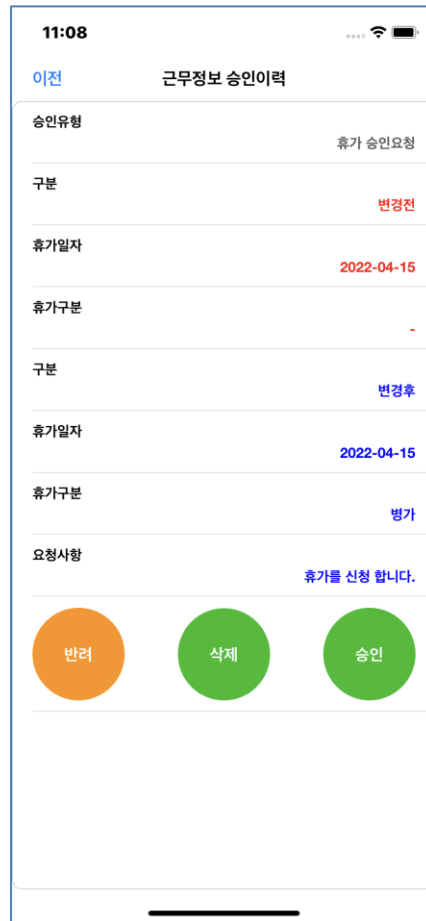 11:08
이전 근무정보 승인이력
승인유형
휴가 승인요청
구분
변경전
휴가일자
2022-04-15
휴가구분
-
구분
변경후
휴가일자
2022-04-15
휴가구분
병가
요청사항
휴가를 신청 합니다.
반려 삭제 승인